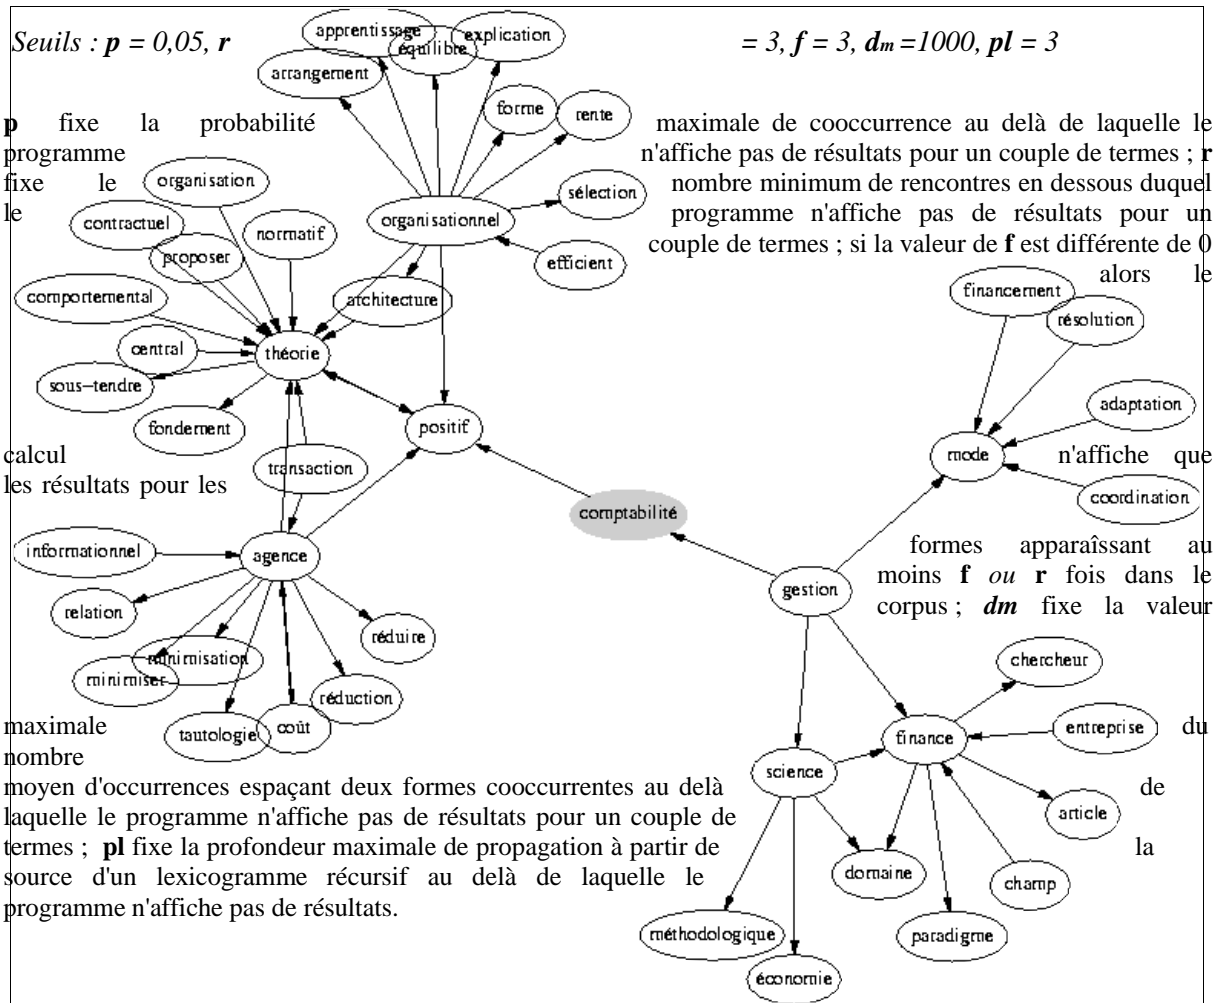 Seuils : p = 0,05, r = 3, f = 3, dm =1000, pl = 3
apprentissage
équilibre
explication
arrangement
forme
rente
p fixe la probabilité maximale de cooccurrence au delà de laquelle le
programme n'affiche pas de résultats pour un couple de termes ; r
fixe le nombre minimum de rencontres en dessous duquel
le programme n'affiche pas de résultats pour un
couple de termes ; si la valeur de f est différente de 0
alors le
organisation
sélection
contractuel
organisationnel
normatif
proposer
efficient
comportemental
architecture
financement
résolution
central
théorie
sous-tendre
adaptation
fondement
positif
calcul n'affiche que
mode
transaction
les résultats pour les
coordination
comptabilité
informationnel
agence
formes apparaîssant au
moins f ou r fois dans le
corpus ; dm fixe la valeur
gestion
relation
réduire
minimisation
minimiser
chercheur
réduction
maximale du
tautologie
coût
finance
entreprise
nombre
science
moyen d'occurrences espaçant deux formes cooccurrentes au delà de
laquelle le programme n'affiche pas de résultats pour un couple de
article
termes ; pl fixe la profondeur maximale de propagation à partir de la
source d'un lexicogramme récursif au delà de laquelle le
domaine
champ
programme n'affiche pas de résultats.
méthodologique
paradigme
économie